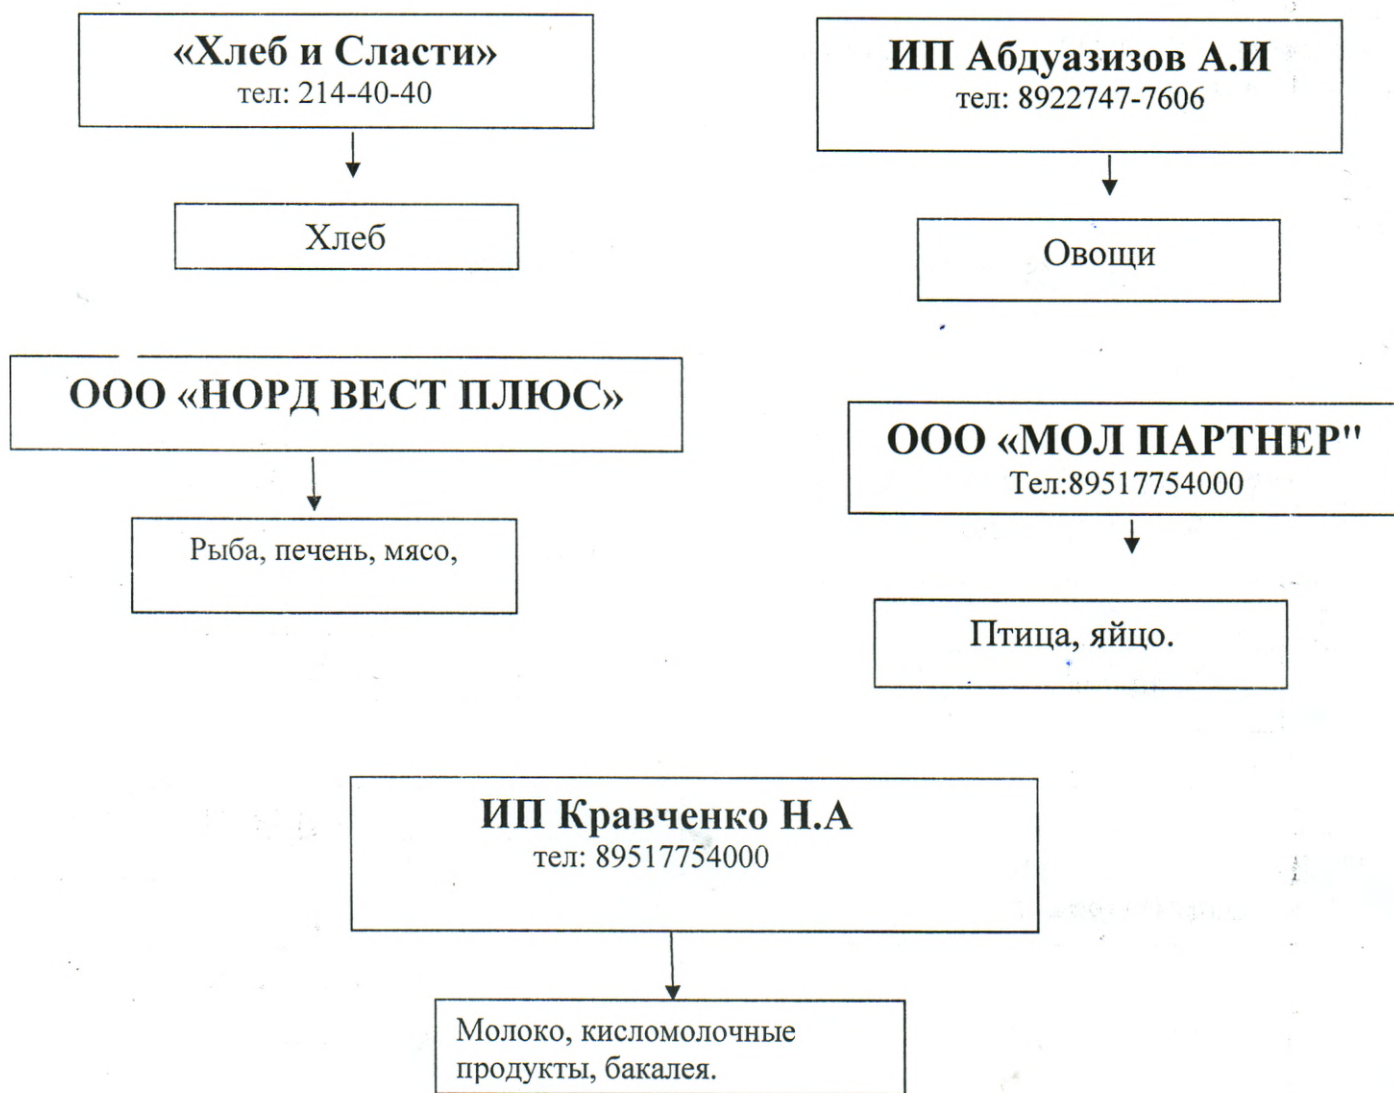 «Хлеб и Сласти»
тел: 214-40-40
Хлеб
ИП Абдуазизов А.И
тел: 8922747-7606
Овощи
ООО «НОРД ВЕСТ ПЛЮС»
Рыба, печень, мясо,
ООО «МОЛ ПАРТНЕР"
Тел:89517754000
Птица, яйцо.
ИП Кравченко Н.А
тел: 89517754000
Молоко, кисломолочные
продукты, бакалея.